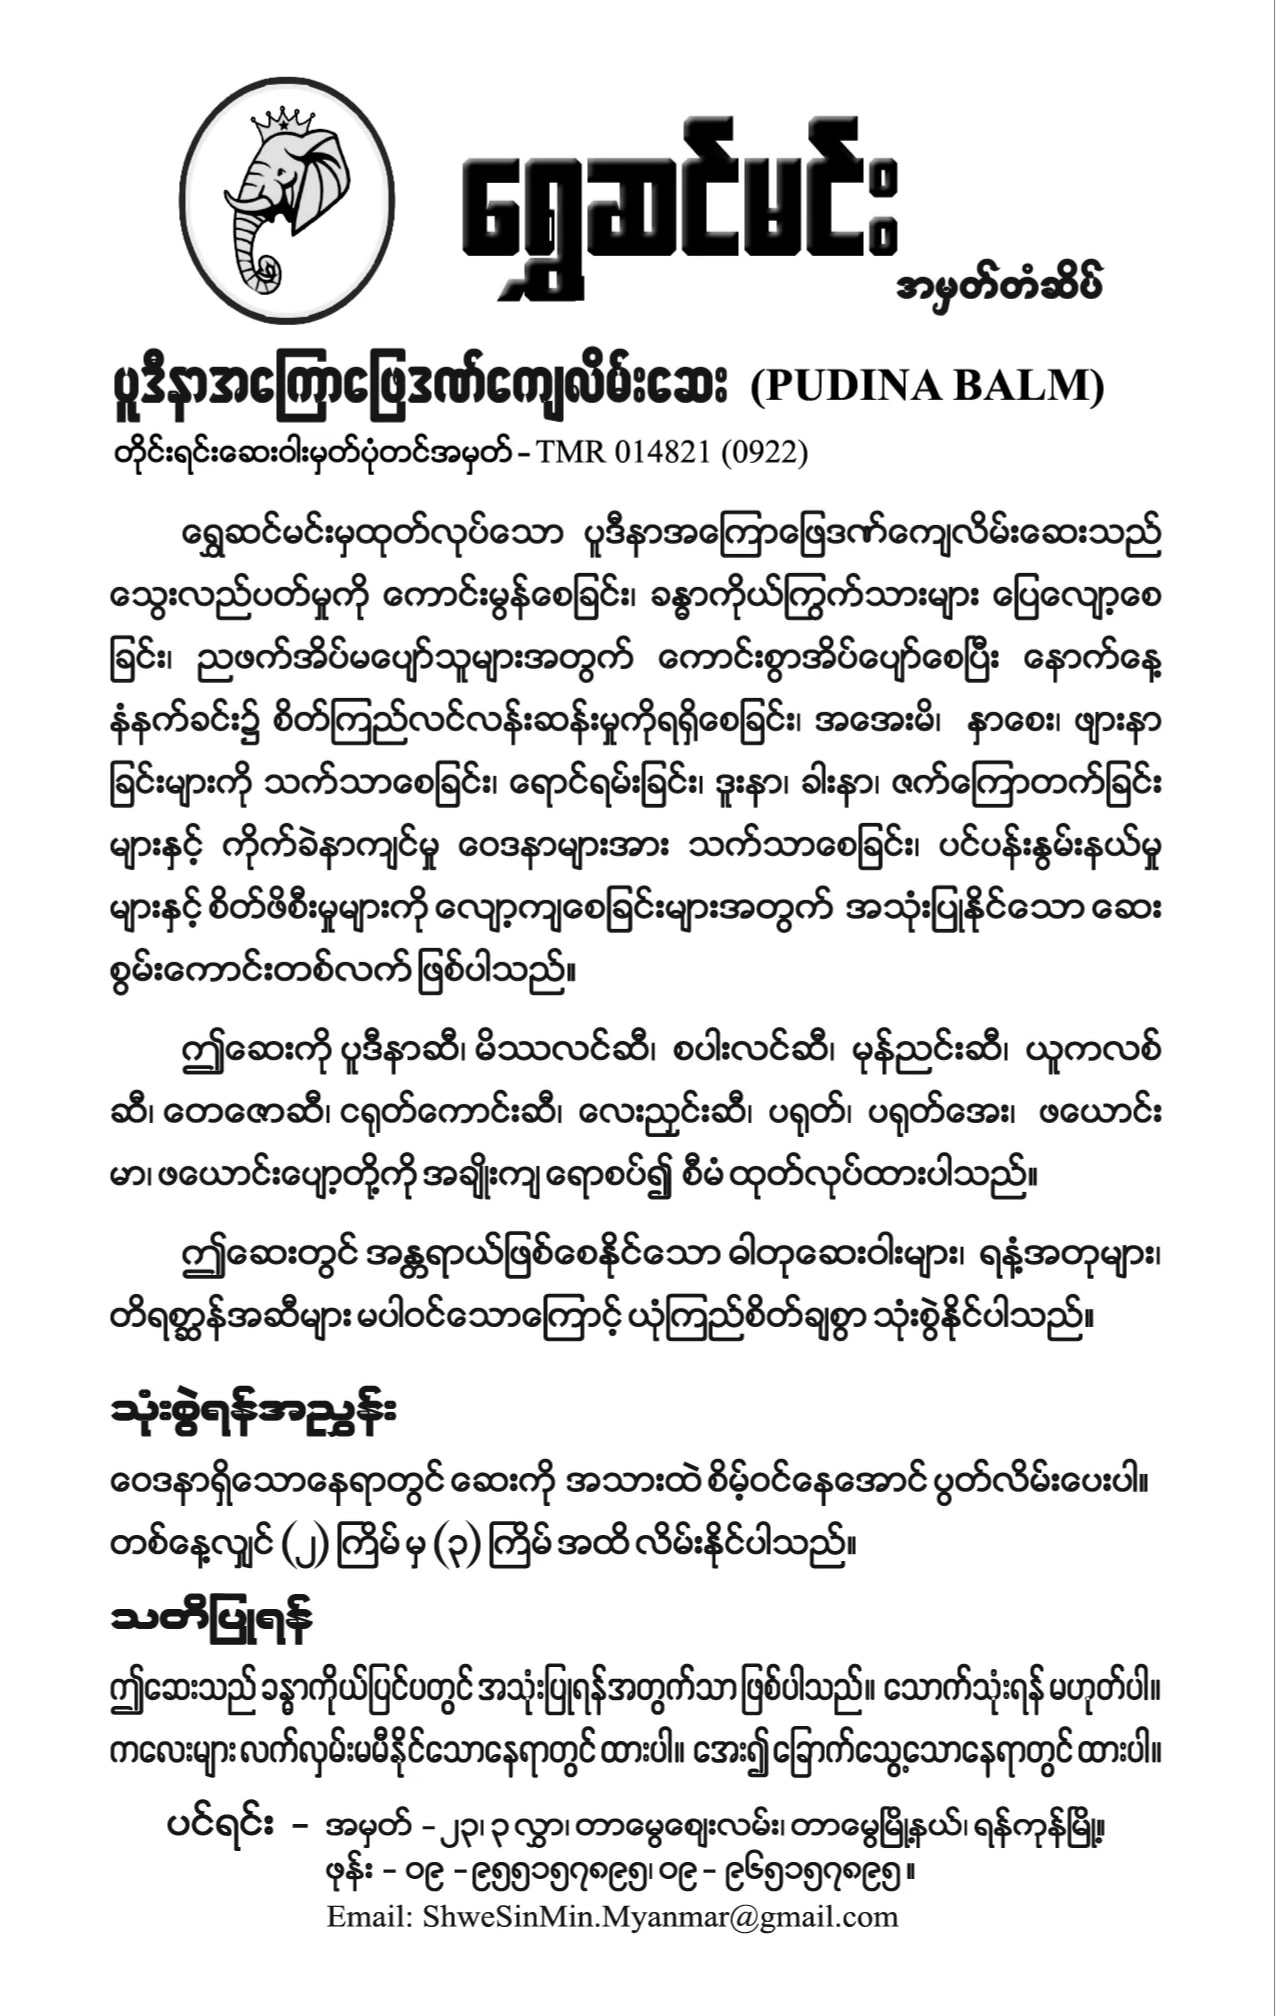 ရွှေဆင်မင်း
အမှတ်တံဆိပ်
ပူဒီနာအကြောဖြေဒဏ်ကျေလိမ်းဆေး (PUDINA BALM)
တိုင်းရင်းဆေးဝါးမှတ်ပုံတင်အမှတ် – TMR 014821 (0922)
ရွှေဆင်မင်းမှထုတ်လုပ်သော ပူဒီနာအကြောဖြေဒဏ်ကျေလိမ်းဆေးသည်
သွေးလည်ပတ်မှုကို ကောင်းမွန်စေခြင်း၊ ခန္ဓာကိုယ်ကြွက်သားများ ပြေလျော့စေ
ခြင်း၊ ညဖက်အိပ်မပျော်သူများအတွက် ကောင်းစွာအိပ်ပျော်စေပြီး နောက်နေ့
နံနက်ခင်း၌ စိတ်ကြည်လင်လန်းဆန်းမှုကိုရရှိစေခြင်း၊ အအေးမိ၊ နှာစေး၊ ဖျားနာ
ခြင်းများကို သက်သာစေခြင်း၊ ရောင်ရမ်းခြင်း၊ ဒူးနာ၊ ခါးနာ၊ ဇက်ကြောတက်ခြင်း
များနှင့် ကိုက်ခဲနာကျင်မှု ဝေဒနာများအား သက်သာစေခြင်း၊ ပင်ပန်းနွမ်းနယ်မှု
များနှင့် စိတ်ဖိစီးမှုများကို လျော့ကျစေခြင်းများအတွက် အသုံးပြုနိုင်သော ဆေး
စွမ်းကောင်းတစ်လက် ဖြစ်ပါသည်။
ဤဆေးကို ပူဒီနာဆီ၊ မိဿလင်ဆီ၊ စပါးလင်ဆီ၊ မုန်ညင်းဆီ၊ ယူကလစ်
ဆီ၊ တေဇောဆီ၊ ငရုတ်ကောင်းဆီ၊ လေးညှင်းဆီ၊ ပရုတ်၊ ပရုတ်အေး၊ ဖယောင်း
မာ၊ ဖယောင်းပျော့တို့ကို အချိုးကျ ရောစပ်၍ စီမံ ထုတ်လုပ်ထားပါသည်။
ဤဆေးတွင် အန္တရာယ်ဖြစ်စေနိုင်သော ဓါတုဆေးဝါးများ၊ ရနံ့အတုများ၊
တိရစ္ဆာန်အဆီများ မပါဝင်သောကြောင့် ယုံကြည်စိတ်ချစွာ သုံးစွဲနိုင်ပါသည်။
သုံးစွဲရန်အညွှန်း
ဝေဒနာရှိသောနေရာတွင် ဆေးကို အသားထဲ စိမ့်ဝင်နေအောင် ပွတ်လိမ်းပေးပါ။
တစ်နေ့လျှင် (၂) ကြိမ် မှ (၃) ကြိမ် အထိ လိမ်းနိုင်ပါသည်။
သတိပြုရန်
ဤဆေးသည် ခန္ဓာကိုယ်ပြင်ပတွင် အသုံးပြုရန်အတွက်သာ ဖြစ်ပါသည်။ သောက်သုံးရန် မဟုတ်ပါ။
ကလေးများ လက်လှမ်းမမီနိုင်သောနေရာတွင် ထားပါ။ အေး၍ ခြောက်သွေ့သောနေရာတွင် ထားပါ။
ပင်ရင်း – အမှတ် –၂၃၊ ၃ လွှာ၊ တာမွေဈေးလမ်း၊ တာမွေမြို့နယ်၊ ရန်ကုန်မြို့။
ဖုန်း – ၀၉ –၉၅၅၁၅၇၈၉၅၊ ၀၉ – ၉၆၅၁၅၇၈၉၅ ။
Email: ShweSinMin.Myanmar@gmail.com